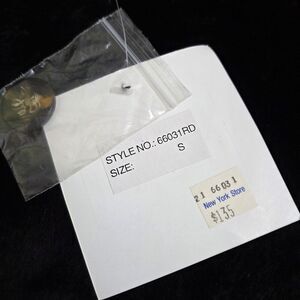 STYLE NO.: 66031RD
SIZE: S
21 66031
New York Store
$135